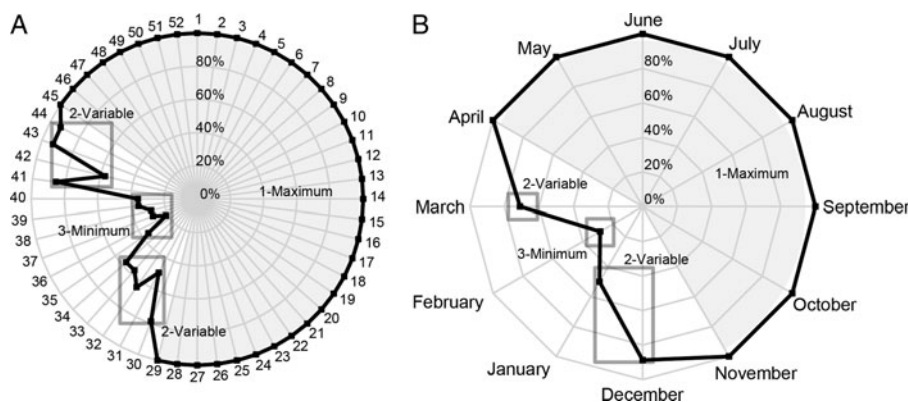 A
1
2
3
4
5
6
7
8
9
10
11
12
13
14
15
16
17
18
19
20
21
22
23
24
25
26
27
28
29
30
31
32
33
34
35
36
37
38
39
40
41
42
43
44
45
46
47
48
49
50
51
52
80%
60%
40%
20%
0%
2-Variable
1-Maximum
3-Minimum
2-Variable
B
June
July
August
September
October
November
December
January
February
March
April
May
80%
60%
40%
20%
0%
1-Maximum
2-Variable
3-Minimum
2-Variable